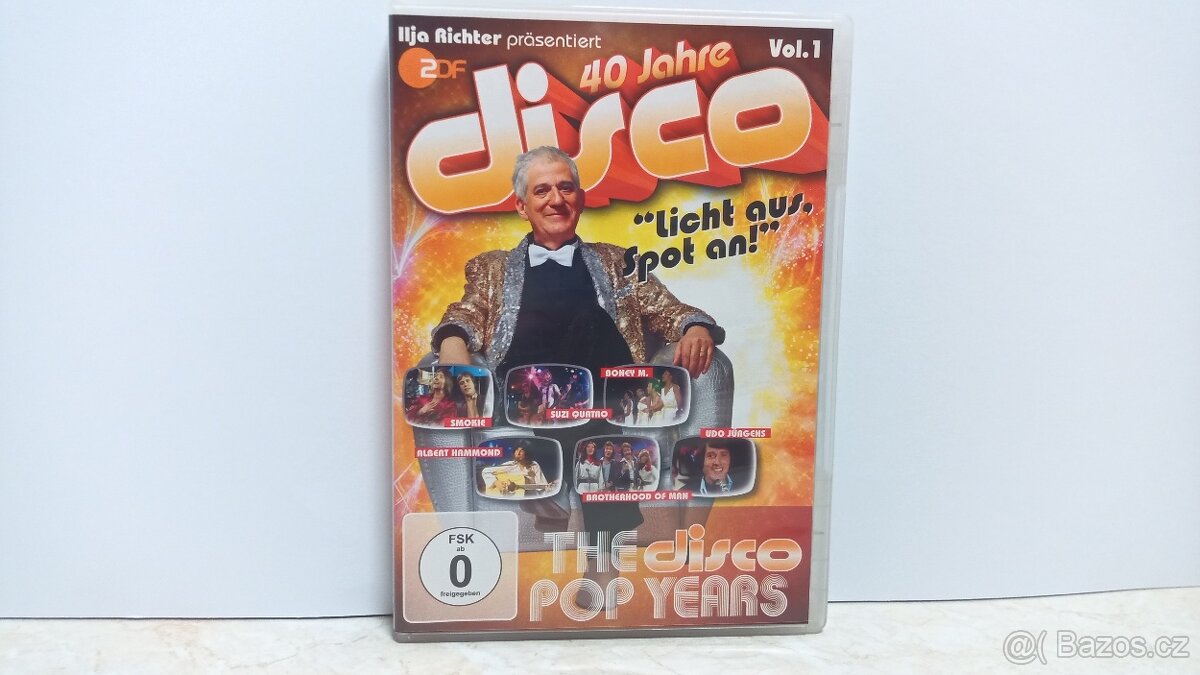 Ilja Richter präsentiert
ZDF
40 Jahre
Vol. 1
disco
"Licht aus,
Spot an!"
BONEY M.
SMOKIE
SUZI QUATRO
UDO JÜRGENS
ALBERT HAMMOND
BROTHERHOOD OF MAN
FSK
ab
0
freigegeben
THE disco
POP YEARS
Bazos.cz